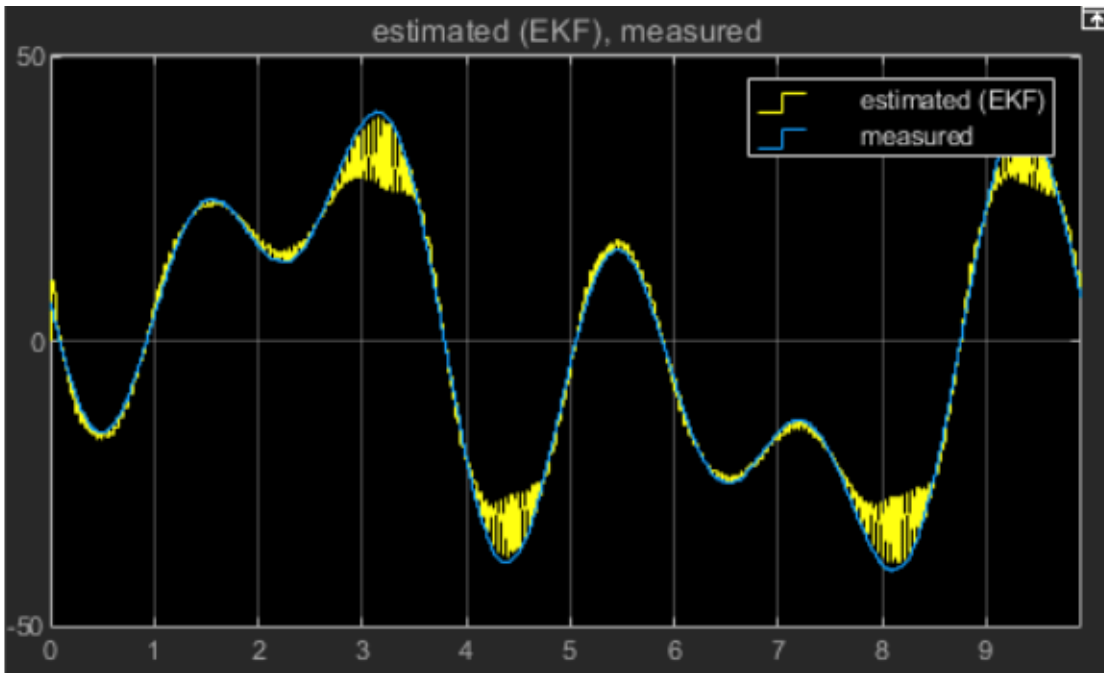 estimated (EKF), measured
50
estimated (EKF)
measured
0
-50
0 1 2 3 4 5 6 7 8 9